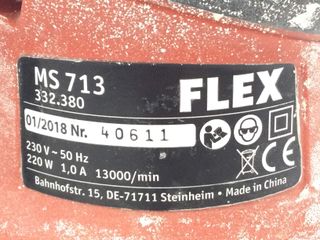 MS 713
332.380
FLEX
01/2018 Nr. 40611
230 V ~ 50 Hz
220 W 1,0 A 13000/min
CE
Bahnhofstr. 15, DE-71711 Steinheim • Made in China